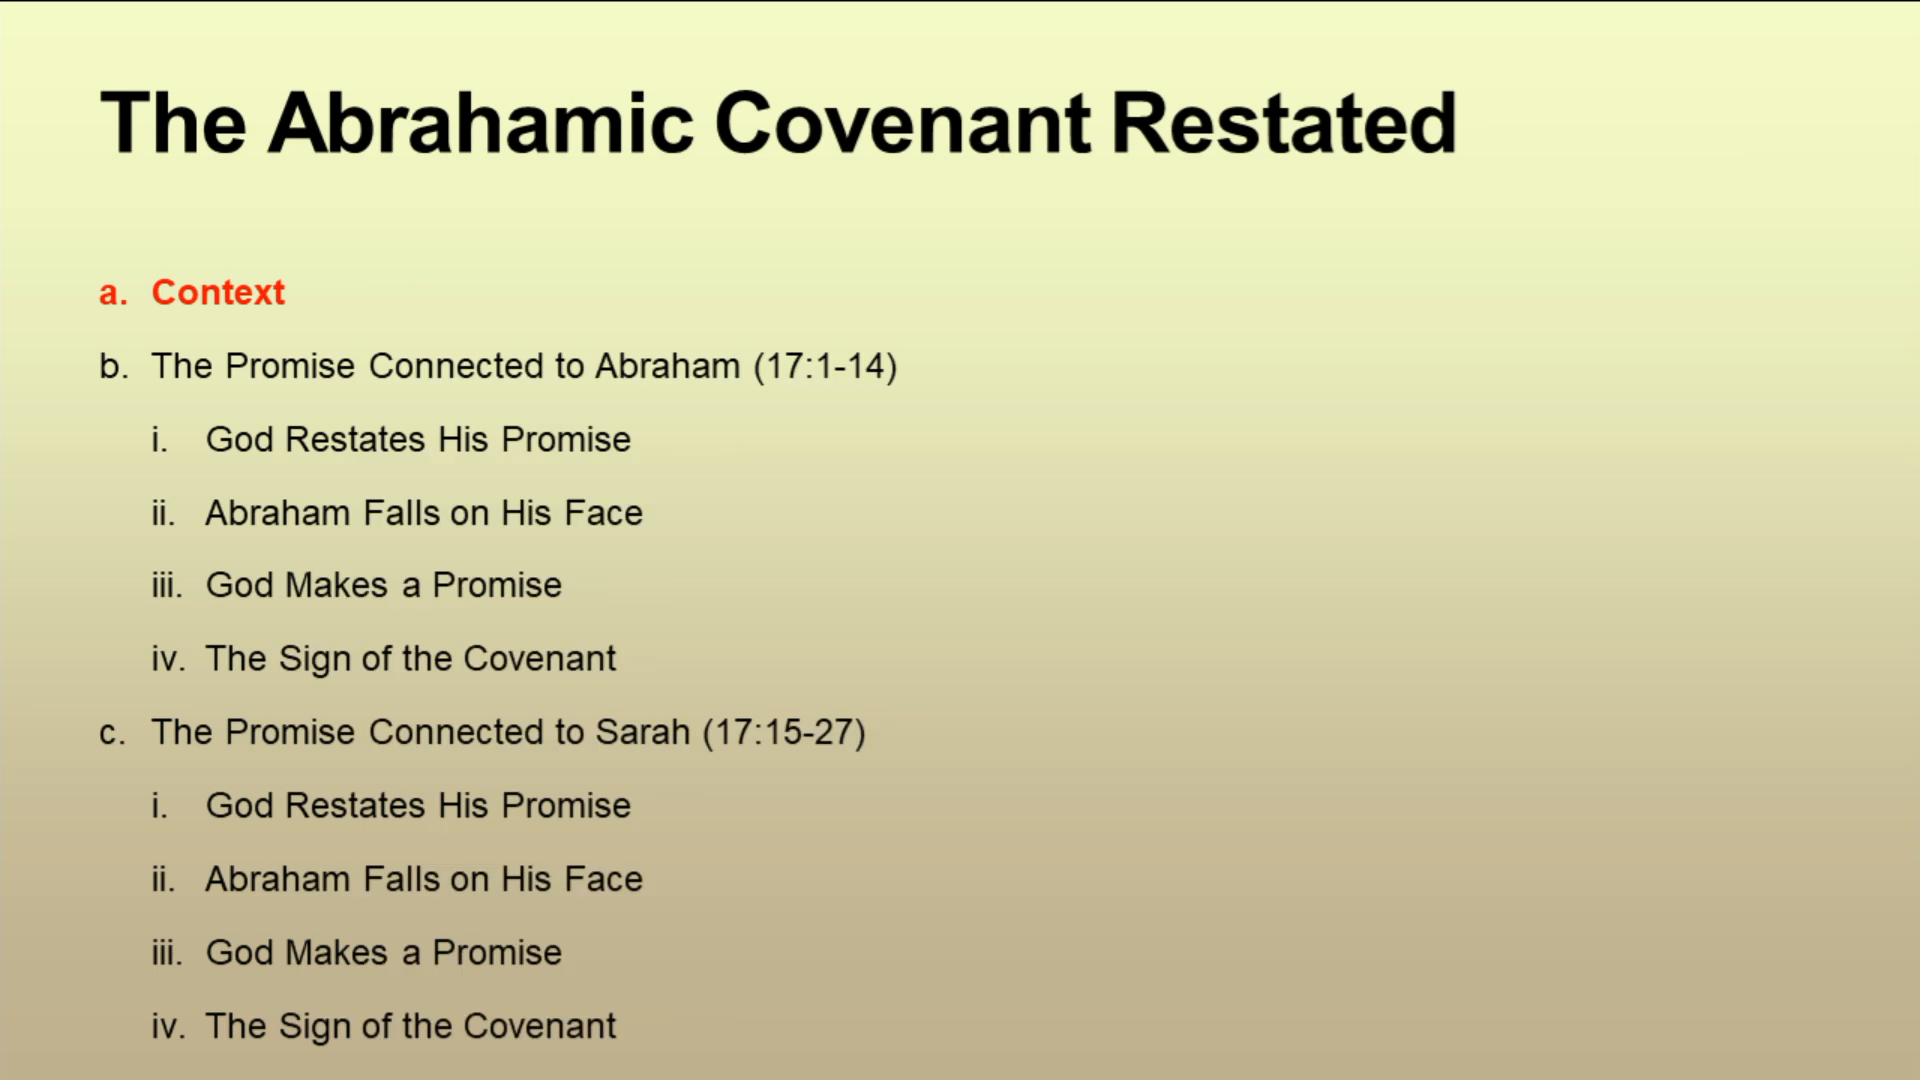 The Abrahamic Covenant Restated
a. Context
b. The Promise Connected to Abraham (17:1-14)
i. God Restates His Promise
ii. Abraham Falls on His Face
iii. God Makes a Promise
iv. The Sign of the Covenant
c. The Promise Connected to Sarah (17:15-27)
i. God Restates His Promise
ii. Abraham Falls on His Face
iii. God Makes a Promise
iv. The Sign of the Covenant